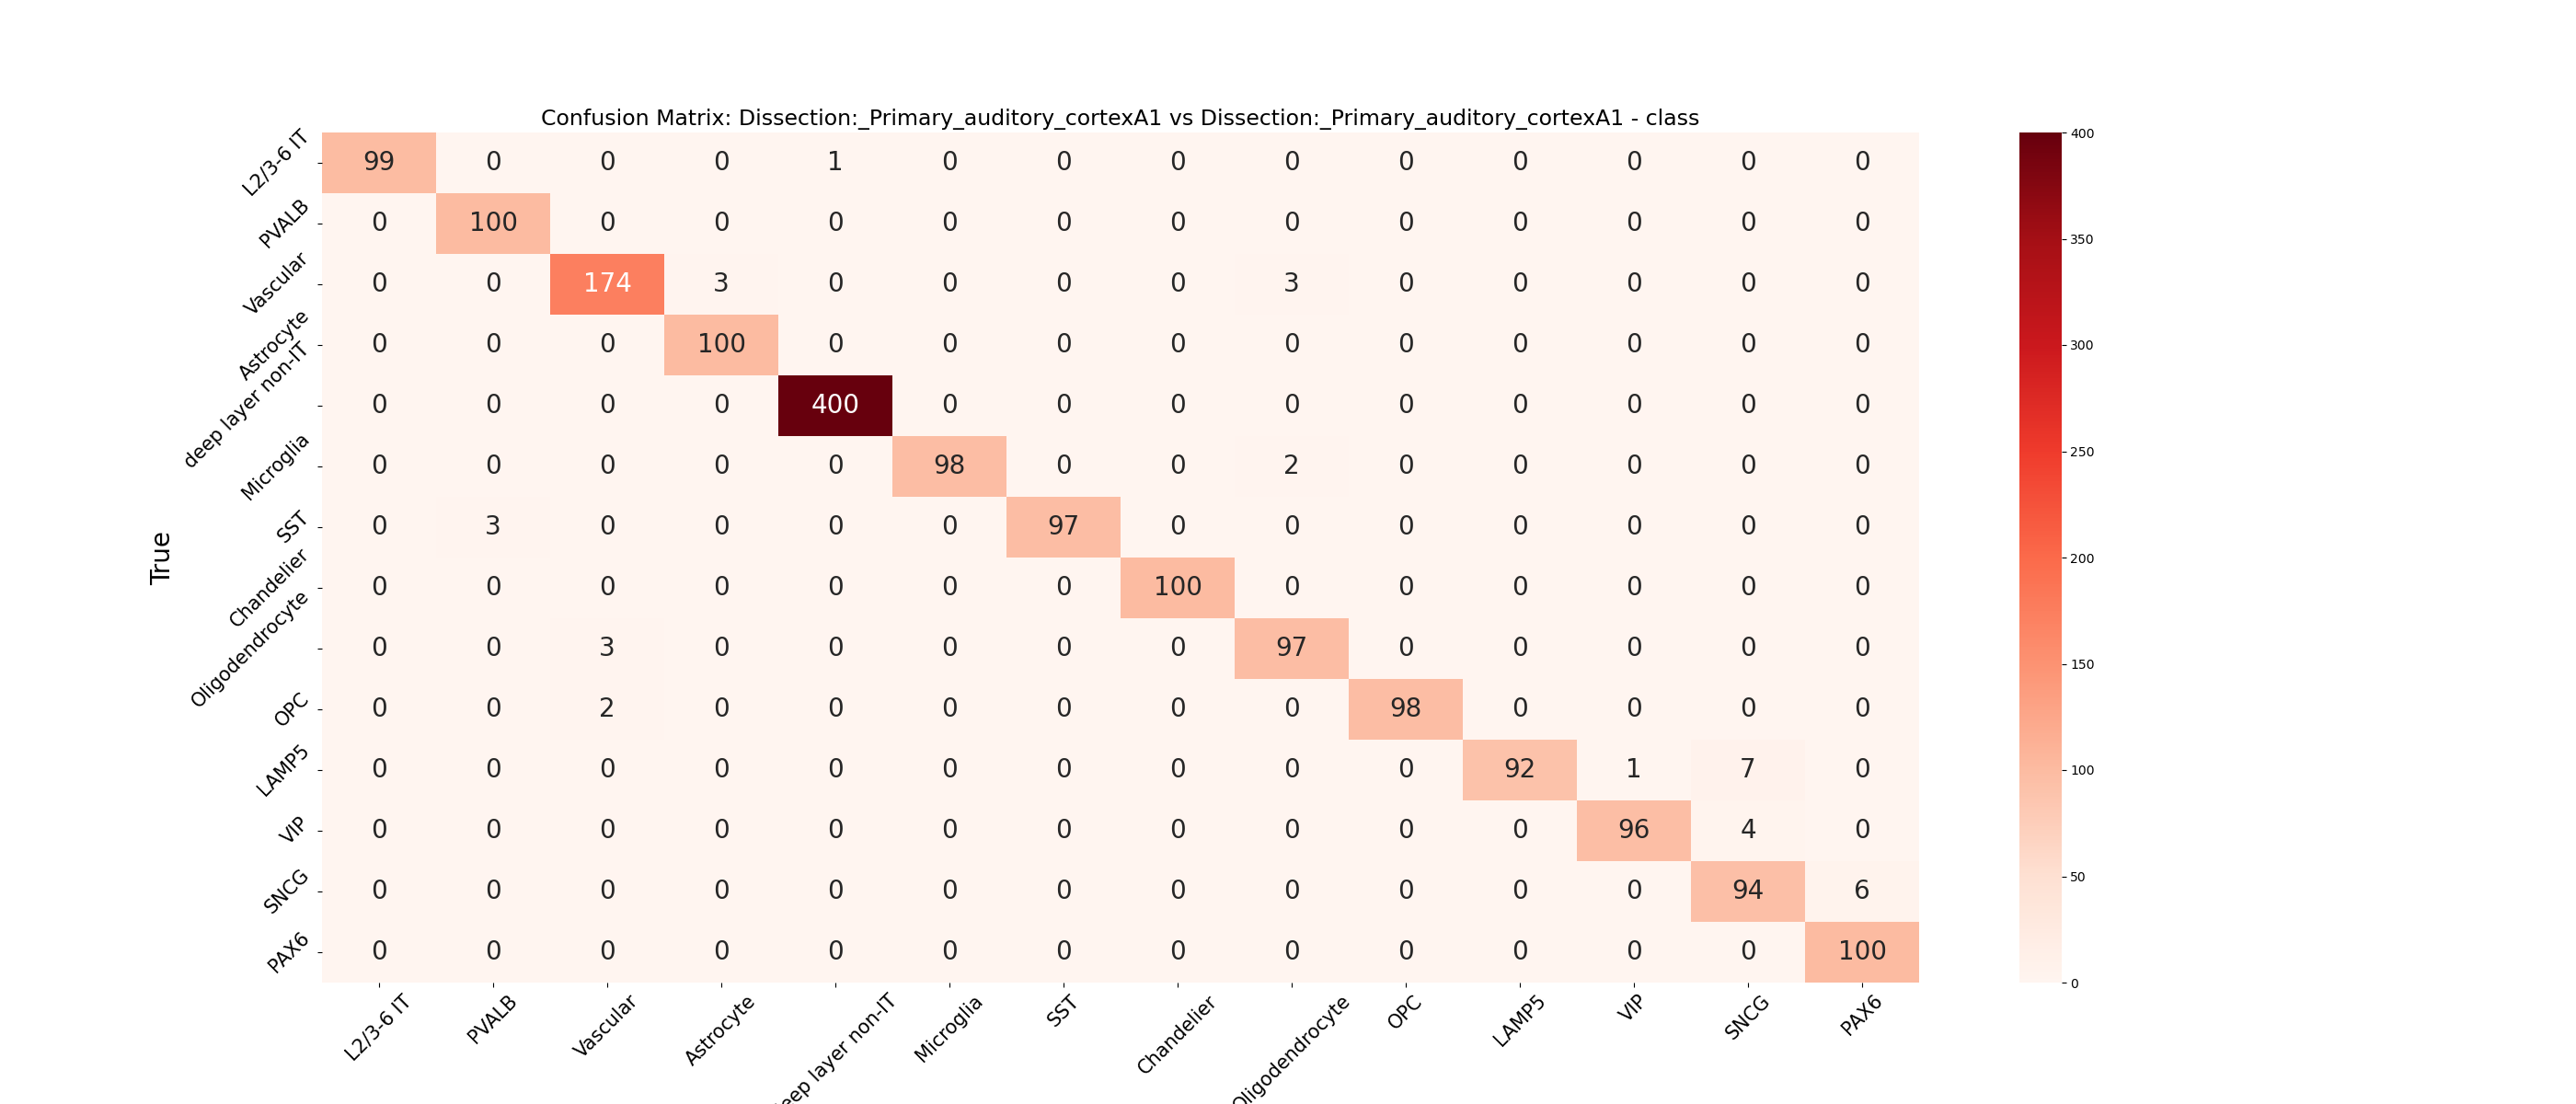 Confusion Matrix: Dissection:_Primary_auditory_cortexA1 vs Dissection:_Primary_auditory_cortexA1 - class
True
L2/3-6 IT 99 0 0 0 1 0 0 0 0 0 0 0 0 0
PVALB 0 100 0 0 0 0 0 0 0 0 0 0 0 0
Vascular 0 0 174 3 0 0 0 0 3 0 0 0 0 0
Astrocyte 0 0 0 100 0 0 0 0 0 0 0 0 0 0
deep layer non-IT 0 0 0 0 400 0 0 0 0 0 0 0 0 0
Microglia 0 0 0 0 0 98 0 0 2 0 0 0 0 0
SST 0 3 0 0 0 0 97 0 0 0 0 0 0 0
Chandelier 0 0 0 0 0 0 0 100 0 0 0 0 0 0
Oligodendrocyte 0 0 3 0 0 0 0 0 97 0 0 0 0 0
OPC 0 0 2 0 0 0 0 0 0 98 0 0 0 0
LAMP5 0 0 0 0 0 0 0 0 0 0 92 1 7 0
VIP 0 0 0 0 0 0 0 0 0 0 0 96 4 0
SNCG 0 0 0 0 0 0 0 0 0 0 0 0 94 6
PAX6 0 0 0 0 0 0 0 0 0 0 0 0 0 100
L2/3-6 IT PVALB Vascular Astrocyte eep layer non-IT Microglia SST Chandelier Oligodendrocyte OPC LAMP5 VIP SNCG PAX6
400
350
300
250
200
150
100
50
0